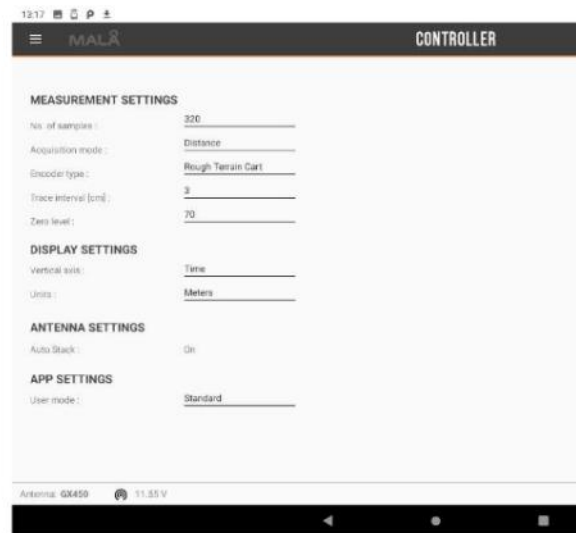 13:17
MALÅ CONTROLLER
MEASUREMENT SETTINGS
No. of samples : 320
Acquisition mode : Distance
Encoder type : Rough Terrain Cart
Trace interval [cm] : 3
Zero level : 70
DISPLAY SETTINGS
Vertical axis : Time
Units : Meters
ANTENNA SETTINGS
Auto Stack : On
APP SETTINGS
User mode : Standard
Antenna: GX450 11.55 V